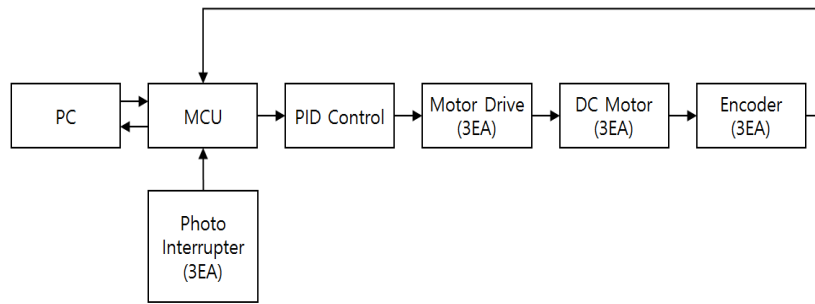 PC
MCU
PID Control
Motor Drive
(3EA)
DC Motor
(3EA)
Encoder
(3EA)
Photo
Interrupter
(3EA)